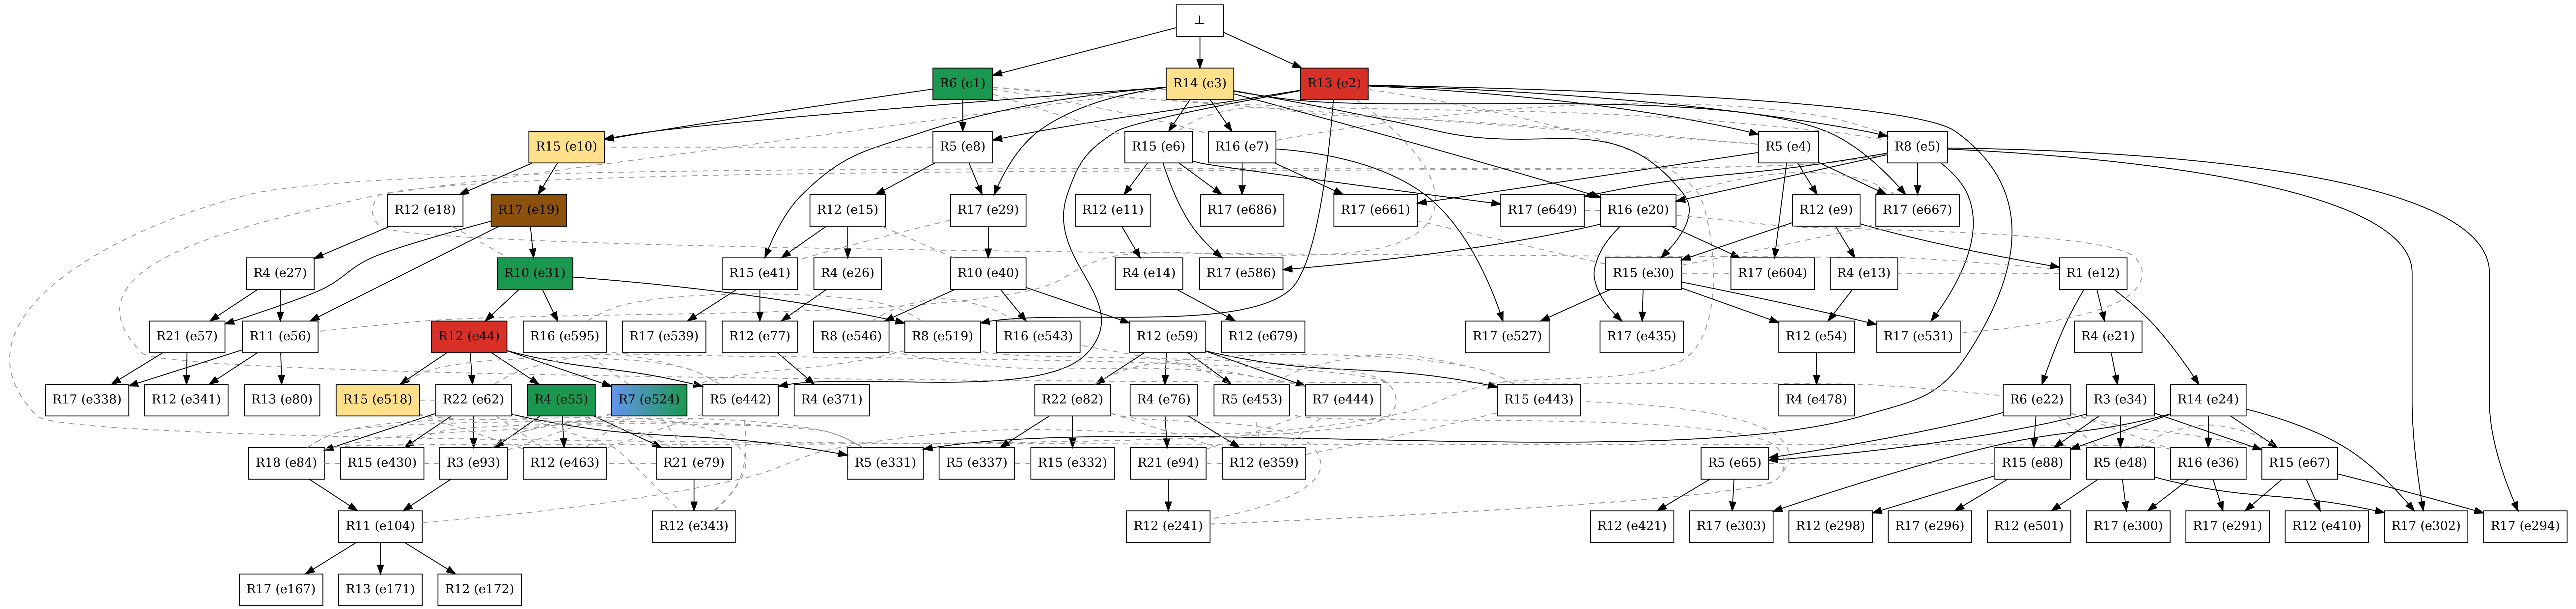 ⊥
R6 (e1)
R14 (e3)
R13 (e2)
R15 (e10)
R5 (e8)
R15 (e6)
R16 (e7)
R5 (e4)
R8 (e5)
R12 (e18)
R17 (e19)
R12 (e15)
R17 (e29)
R12 (e11)
R17 (e686)
R17 (e661)
R17 (e649)
R16 (e20)
R12 (e9)
R17 (e667)
R4 (e27)
R10 (e31)
R15 (e41)
R4 (e26)
R10 (e40)
R4 (e14)
R17 (e586)
R15 (e30)
R17 (e604)
R4 (e13)
R1 (e12)
R21 (e57)
R11 (e56)
R12 (e44)
R16 (e595)
R17 (e539)
R12 (e77)
R8 (e546)
R8 (e519)
R16 (e543)
R12 (e59)
R12 (e679)
R17 (e527)
R17 (e435)
R12 (e54)
R17 (e531)
R4 (e21)
R17 (e338)
R12 (e341)
R13 (e80)
R15 (e518)
R22 (e62)
R4 (e55)
R7 (e524)
R5 (e442)
R4 (e371)
R22 (e82)
R4 (e76)
R5 (e453)
R7 (e444)
R15 (e443)
R4 (e478)
R6 (e22)
R3 (e34)
R14 (e24)
R18 (e84)
R15 (e430)
R3 (e93)
R12 (e463)
R21 (e79)
R5 (e331)
R5 (e337)
R15 (e332)
R21 (e94)
R12 (e359)
R5 (e65)
R15 (e88)
R5 (e48)
R16 (e36)
R15 (e67)
R11 (e104)
R12 (e343)
R12 (e241)
R12 (e421)
R17 (e303)
R12 (e298)
R17 (e296)
R12 (e501)
R17 (e300)
R17 (e291)
R12 (e410)
R17 (e302)
R17 (e294)
R17 (e167)
R13 (e171)
R12 (e172)